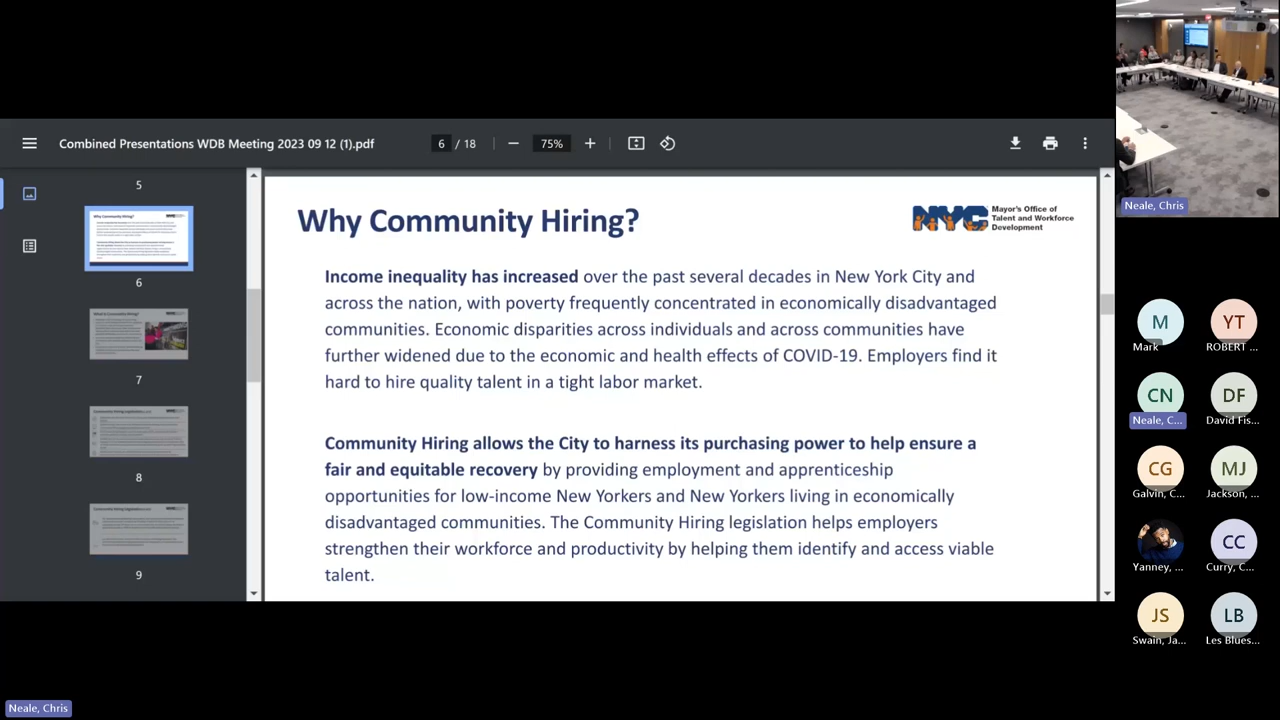 Combined Presentations WDB Meeting 2023 09 12 (1).pdf
6 / 18
75%
5
6
7
8
9
Why Community Hiring?
NYC
Mayor's Office of
Talent and Workforce
Development
Income inequality has increased over the past several decades in New York City and
across the nation, with poverty frequently concentrated in economically disadvantaged
communities. Economic disparities across individuals and across communities have
further widened due to the economic and health effects of COVID-19. Employers find it
hard to hire quality talent in a tight labor market.
Community Hiring allows the City to harness its purchasing power to help ensure a
fair and equitable recovery by providing employment and apprenticeship
opportunities for low-income New Yorkers and New Yorkers living in economically
disadvantaged communities. The Community Hiring legislation helps employers
strengthen their workforce and productivity by helping them identify and access viable
talent.
Neale, Chris
M
Mark
YT
ROBERT ...
CN
Neale, C...
DF
David Fis...
CG
Galvin, C...
MJ
Jackson, ...
Yanney, ...
CC
Curry, C...
JS
Swain, Ja...
LB
Les Blues...
Neale, Chris
Why Community Hiring?
What is Community Hiring?